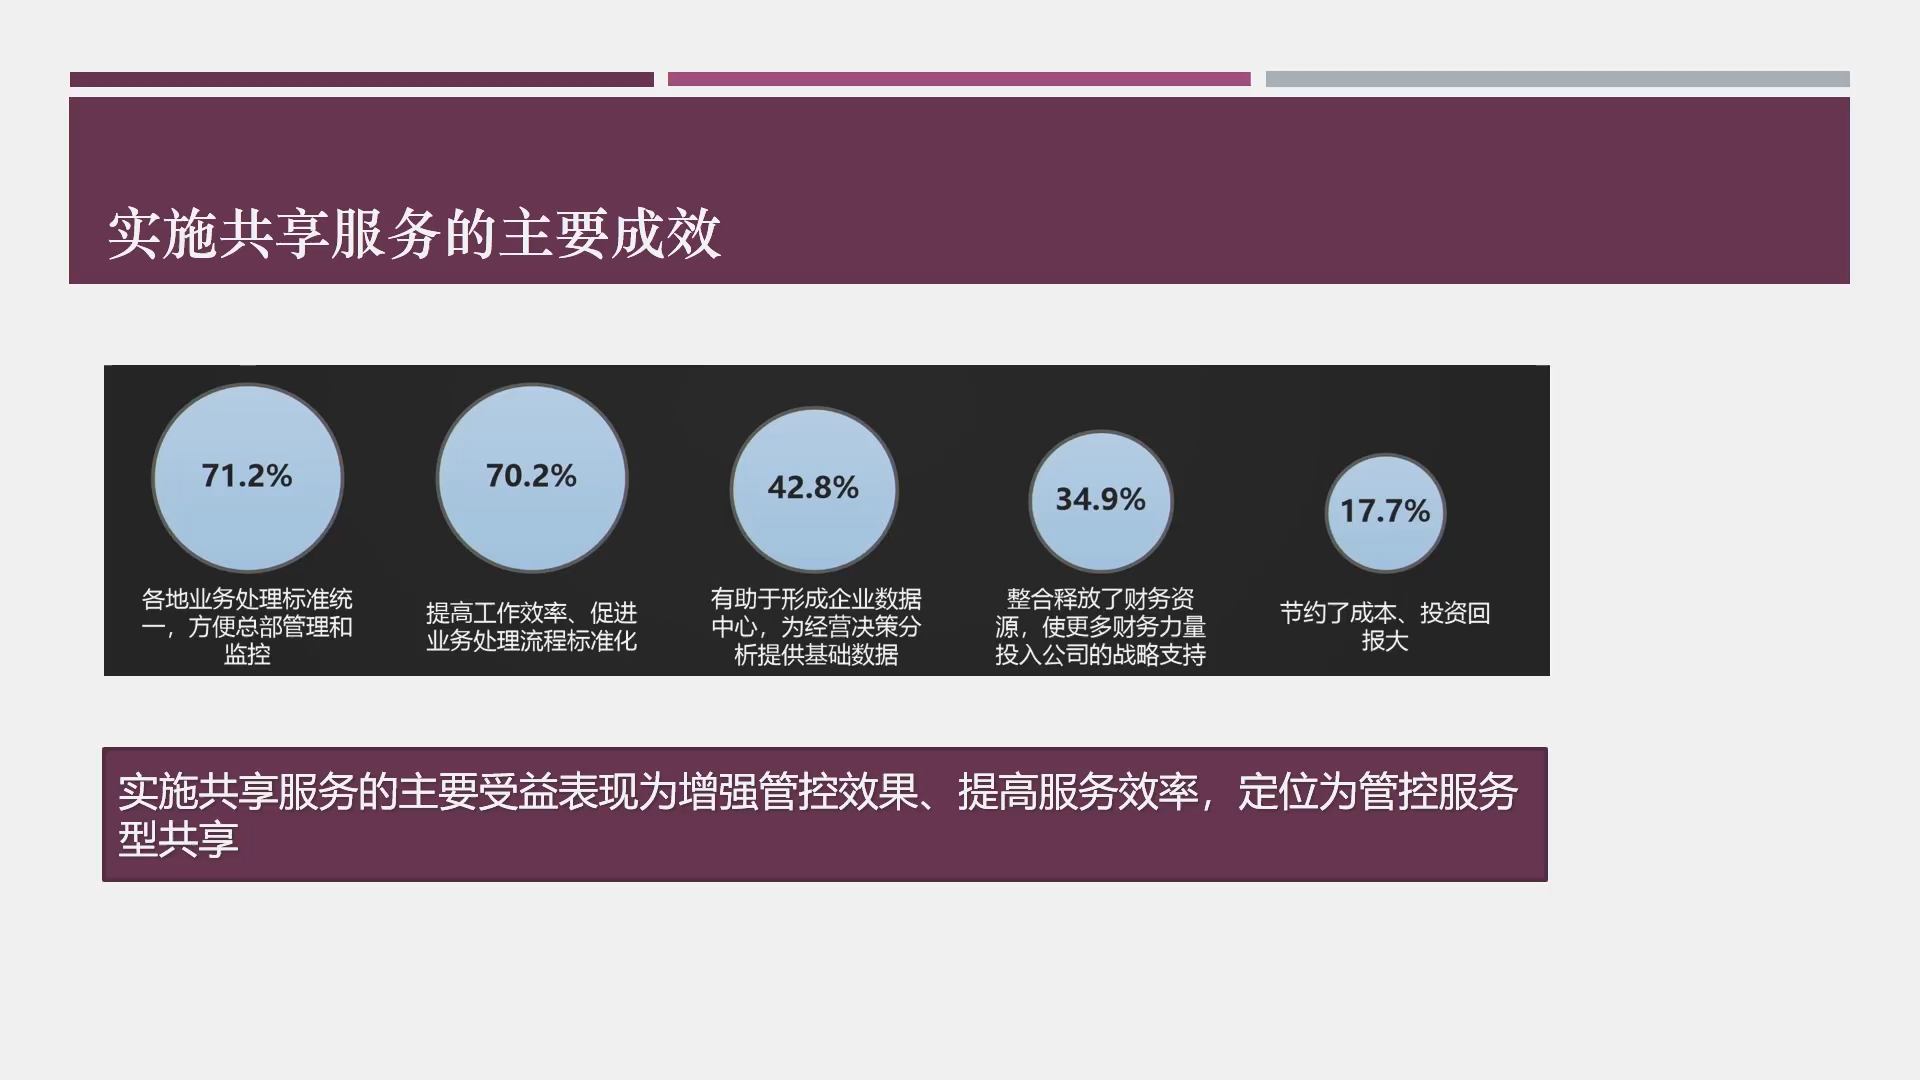 实施共享服务的主要成效
71.2%
70.2%
42.8%
34.9%
17.7%
各地业务处理标准统
一，方便总部管理和
监控
提高工作效率、促进
业务处理流程标准化
有助于形成企业数据
中心，为经营决策分
析提供基础数据
整合释放了财务资
源，使更多财务力量
投入公司的战略支持
节约了成本、投资回
报大
实施共享服务的主要受益表现为增强管控效果、提高服务效率，定位为管控服务
型共享